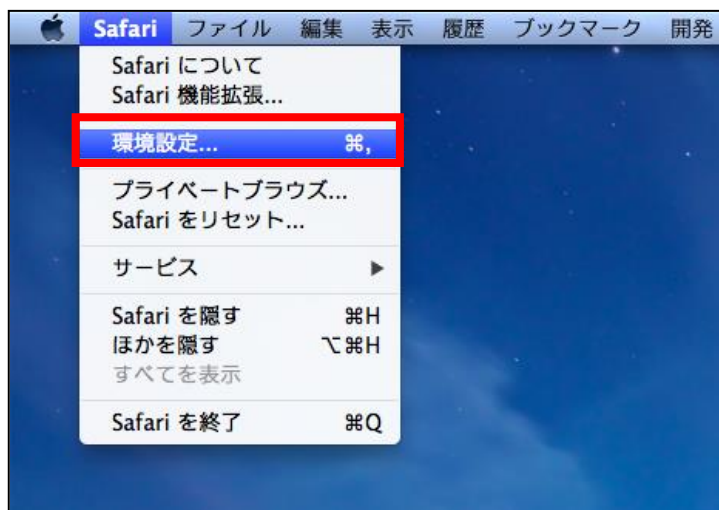 Safari ファイル 編集 表示 履歴 ブックマーク 開発
Safari について
Safari 機能拡張...
環境設定... ⌘,
プライベートブラウズ...
Safari をリセット...
サービス ▶
Safari を隠す ⌘H
ほかを隠す ⌥⌘H
すべてを表示
Safari を終了 ⌘Q